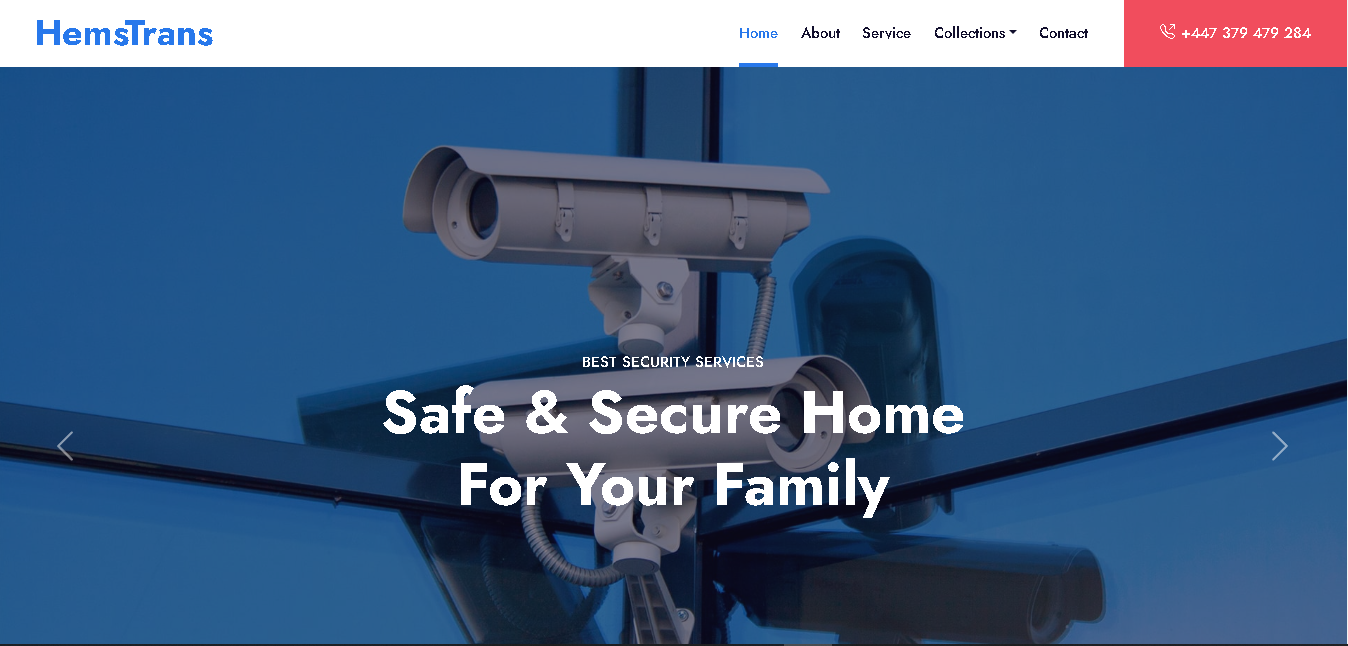 HemsTrans
Home About Service Collections Contact
+447 379 479 284
BEST SECURITY SERVICES
Safe & Secure Home
For Your Family